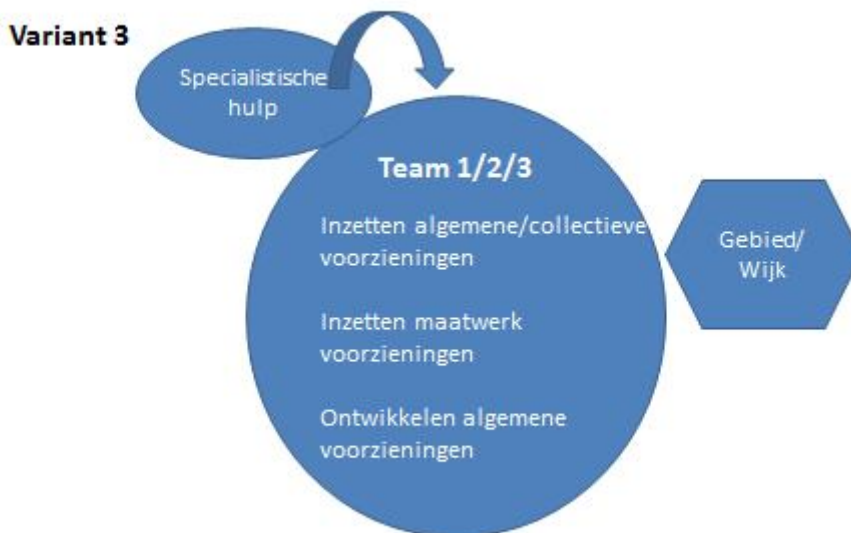 Variant 3
Specialistische
hulp
Team 1/2/3
Inzetten algemene/collectieve
voorzieningen
Inzetten maatwerk
voorzieningen
Ontwikkelen algemene
voorzieningen
Gebied/
Wijk